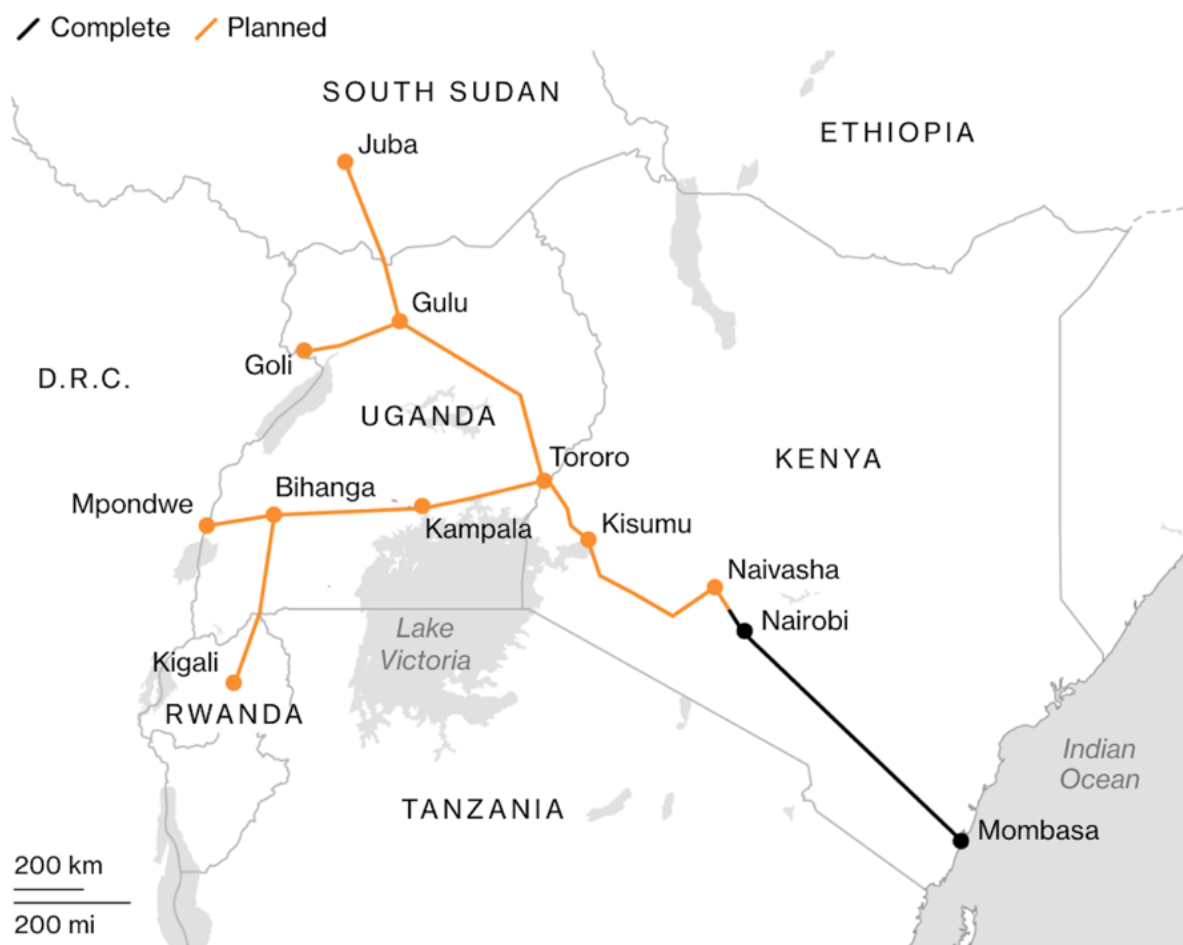 Complete
Planned
SOUTH SUDAN
ETHIOPIA
Juba
Gulu
Goli
D.R.C.
UGANDA
KENYA
Tororo
Bihanga
Mpondwe
Kampala
Kisumu
Naivasha
Nairobi
Lake
Victoria
Kigali
RWANDA
Indian
Ocean
TANZANIA
Mombasa
200 km
200 mi